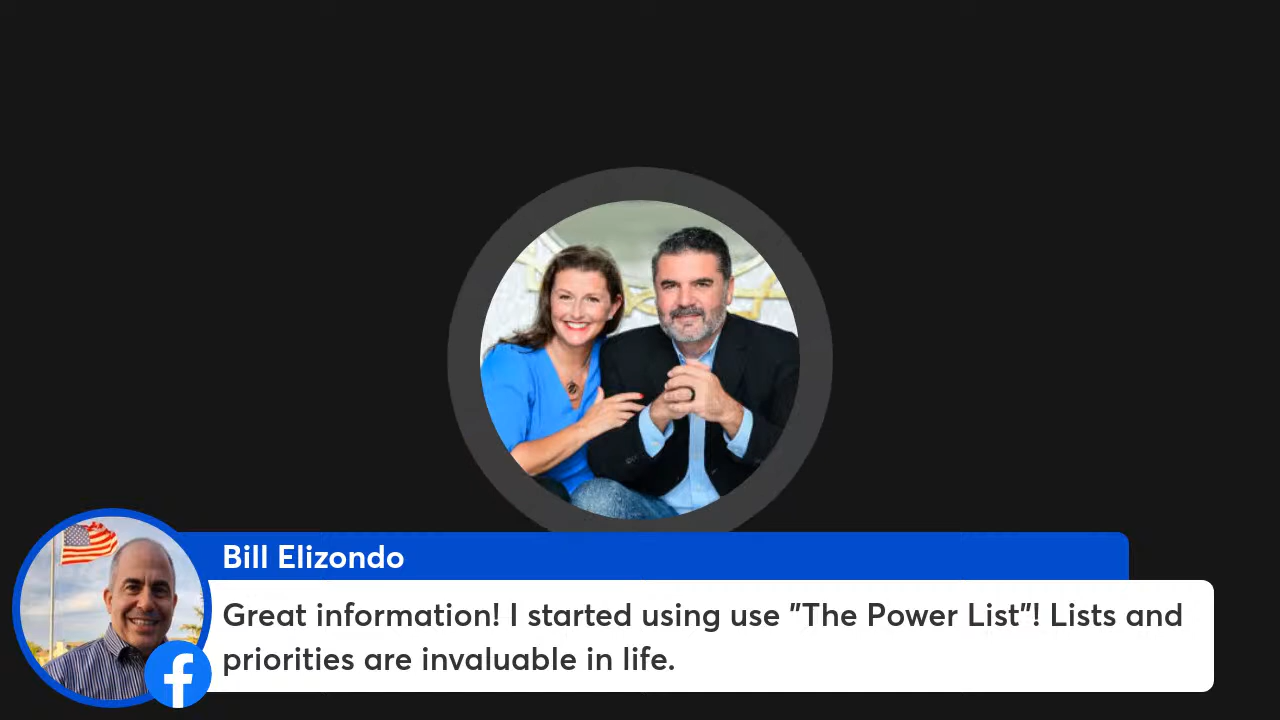 Bill Elizondo
Great information! I started using use "The Power List"! Lists and
priorities are invaluable in life.